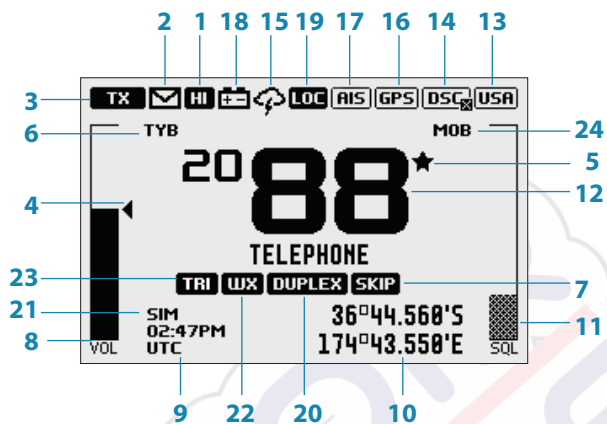 2 1 18 15 19 17 16 14 13
3 TX HI LOC AIS GPS DSC USA
6 TYB MOB 24
20 88 ★ 5
4 12
TELEPHONE
23 TRI WX DUPLEX SKIP 7
21 SIM 36°44.560'S
02:47PM 11
8 VOL UTC 174°43.550'E SQL
9 22 20 10